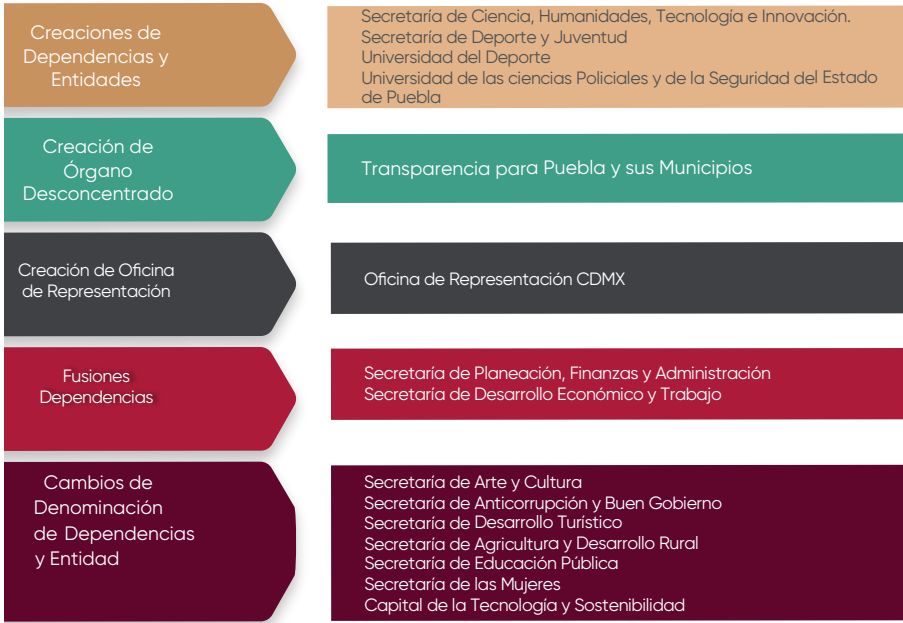 Creaciones de
Dependencias y
Entidades
Secretaría de Ciencia, Humanidades, Tecnología e Innovación.
Secretaría de Deporte y Juventud
Universidad del Deporte
Universidad de las ciencias Policiales y de la Seguridad del Estado
de Puebla
Creación de
Órgano
Desconcentrado
Transparencia para Puebla y sus Municipios
Creación de Oficina
de Representación
Oficina de Representación CDMX
Fusiones
Dependencias
Secretaría de Planeación, Finanzas y Administración
Secretaría de Desarrollo Económico y Trabajo
Cambios de
Denominación
de Dependencias
y Entidad
Secretaría de Arte y Cultura
Secretaría de Anticorrupción y Buen Gobierno
Secretaría de Desarrollo Turístico
Secretaría de Agricultura y Desarrollo Rural
Secretaría de Educación Pública
Secretaría de las Mujeres
Capital de la Tecnología y Sostenibilidad